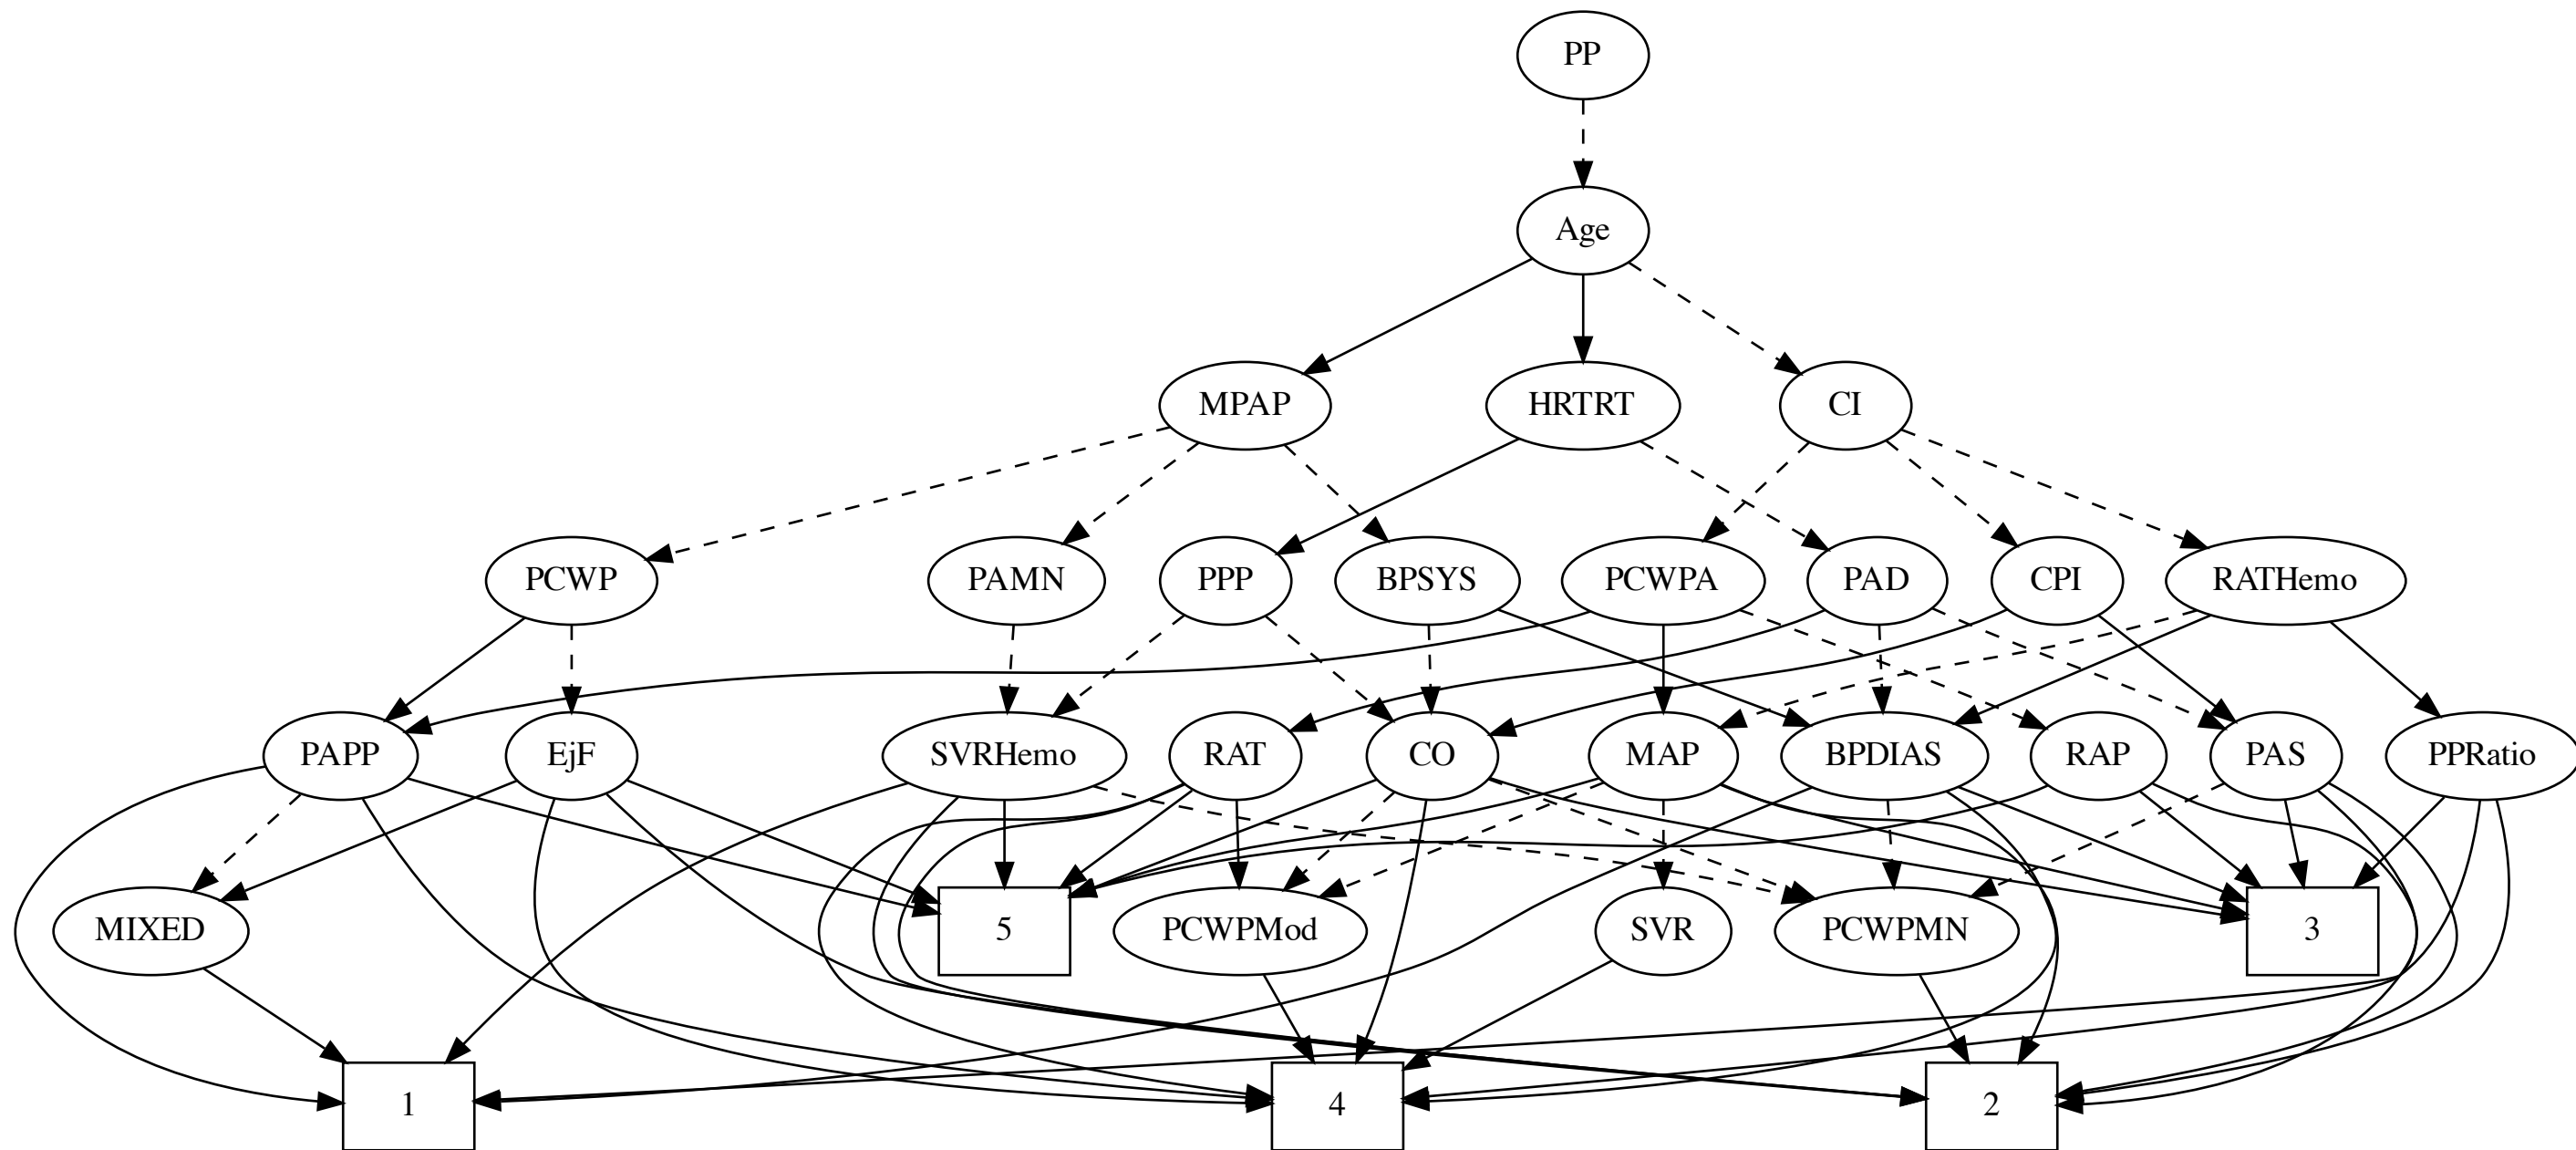 PP
Age
MPAP
HRTRT
CI
PCWP
PAMN
PPP
BPSYS
PCWPA
PAD
CPI
RATHemo
PAPP
EjF
SVRHemo
RAT
CO
MAP
BPDIAS
RAP
PAS
PPRatio
MIXED
5
PCWPMod
SVR
PCWPMN
3
1
4
2